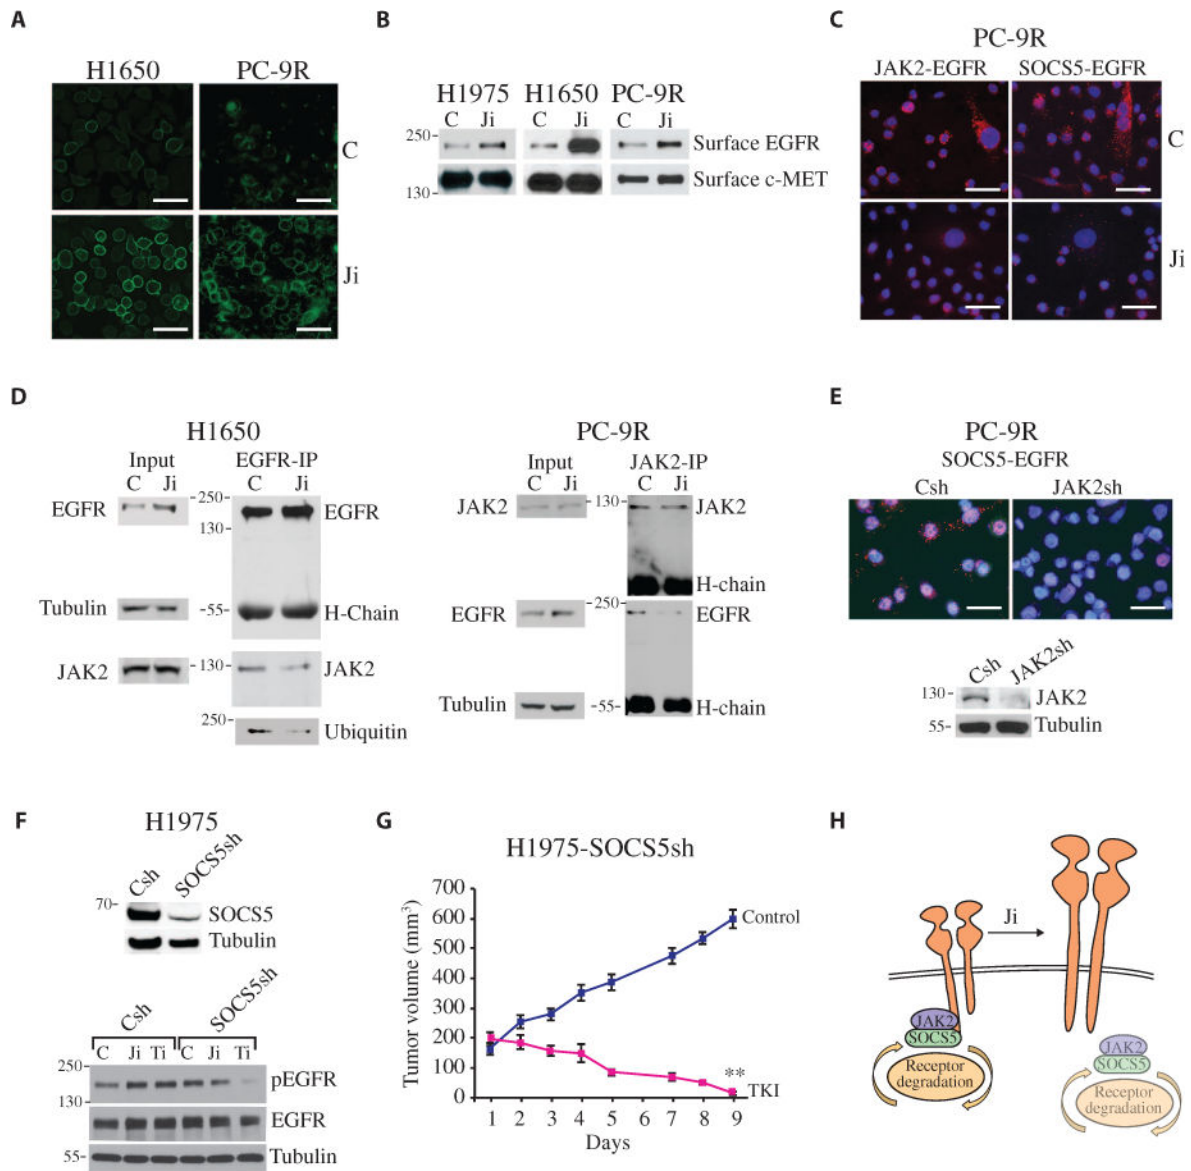 A
H1650 PC-9R
C
Ji
B
H1975 H1650 PC-9R
C Ji C Ji C Ji
250
Surface EGFR
Surface c-MET
130
C
PC-9R
JAK2-EGFR SOCS5-EGFR
C
Ji
D
H1650
Input EGFR-IP
C Ji C Ji
EGFR 250 EGFR
130
Tubulin -55- H-Chain
JAK2 -130- JAK2
250
Ubiquitin
PC-9R
Input JAK2-IP
C Ji C Ji
JAK2 130 JAK2
H-chain
250
EGFR EGFR
Tubulin -55- H-chain
E
PC-9R
SOCS5-EGFR
Csh JAK2sh
Csh JAK2sh
130 JAK2
55- Tubulin
F
H1975
Csh SOCS5sh
70
SOCS5
Tubulin
Csh SOCS5sh
C Ji Ti C Ji Ti
250
pEGFR
130
EGFR
55- Tubulin
G
H1975-SOCS5sh
Tumor volume (mm³)
700
600
500
400
300
200
100
0
Control
**
TKI
1 2 3 4 5 7 8 9
Days
H
Ji
JAK2
SOCS5
Receptor
degradation
JAK2
SOCS5
Receptor
degradation